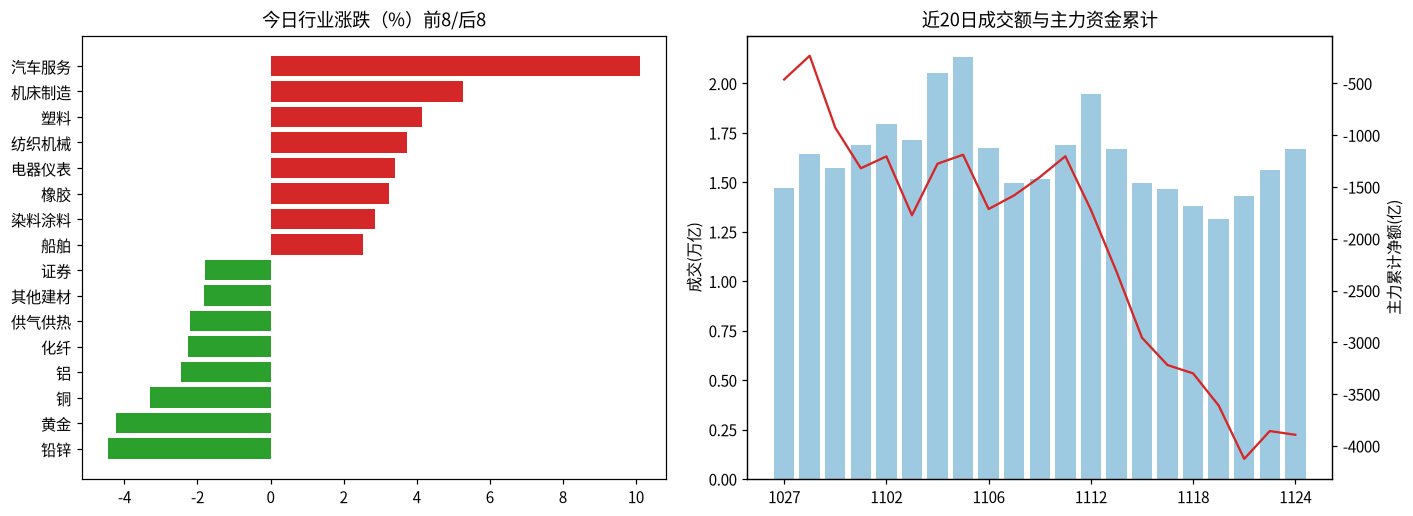 今日行业涨跌（%）前8/后8
汽车服务
机床制造
塑料
纺织机械
电器仪表
橡胶
染料涂料
船舶
证券
其他建材
供气供热
化纤
铝
铜
黄金
铅锌
-4 -2 0 2 4 6 8 10
近20日成交额与主力资金累计
成交(万亿)
2.00
1.75
1.50
1.25
1.00
0.75
0.50
0.25
0.00
1027 1102 1106 1112 1118 1124
-500
-1000
-1500
-2000
-2500
-3000
-3500
-4000
主力累计净额(亿)